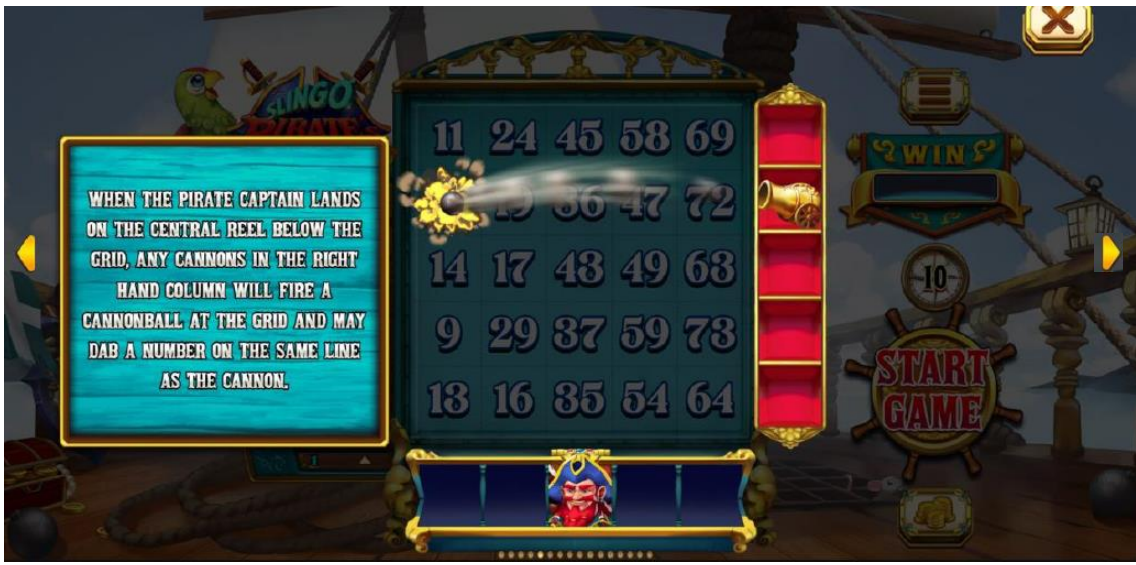 SLINGO
PIRATE'S
WHEN THE PIRATE CAPTAIN LANDS
ON THE CENTRAL REEL BELOW THE
GRID, ANY CANNONS IN THE RIGHT
HAND COLUMN WILL FIRE A
CANNONBALL AT THE GRID AND MAY
DAB A NUMBER ON THE SAME LINE
AS THE CANNON.
11 24 45 58 69
47 72
14 17 43 49 63
9 29 37 59 73
13 16 35 54 64
WIN
10
START
GAME
1